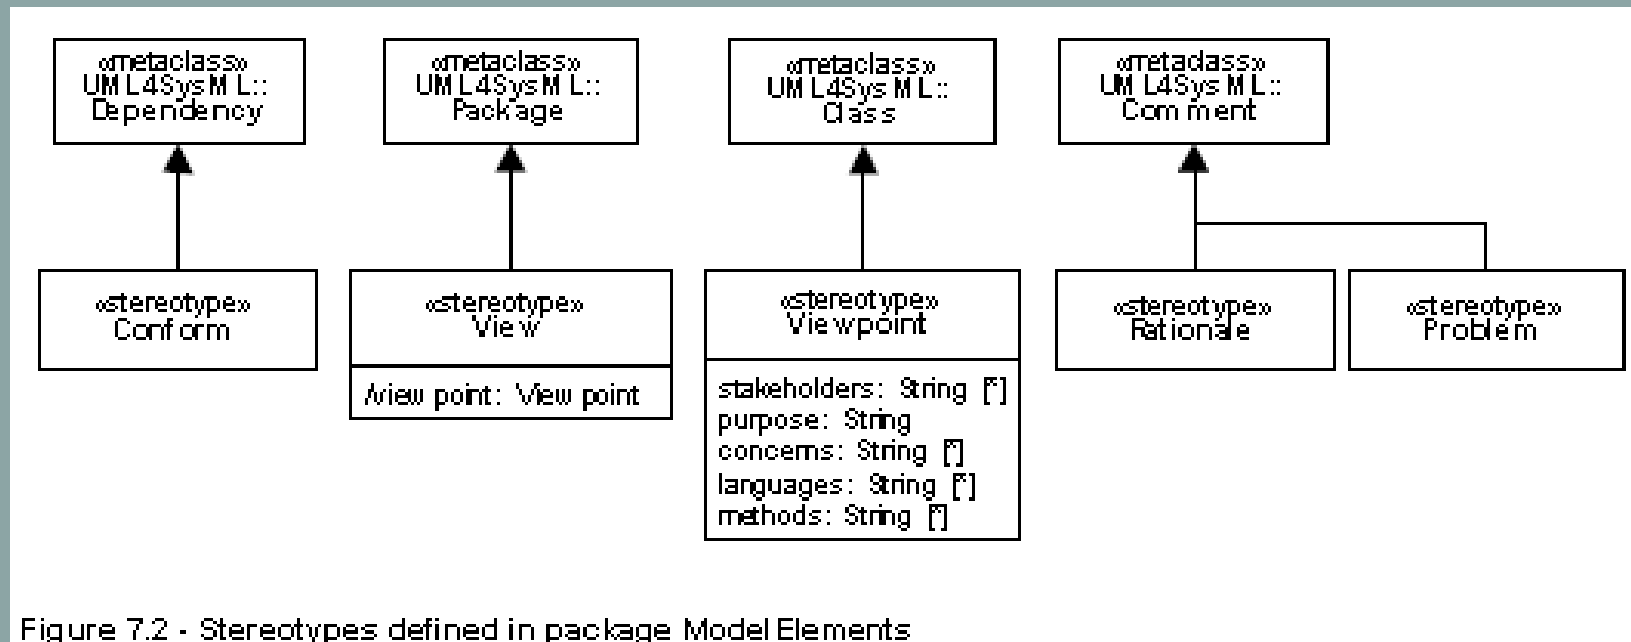 «metaclass»
UML4SysML::
Dependency
«metaclass»
UML4SysML::
Package
«metaclass»
UML4SysML::
Class
«metaclass»
UML4SysML::
Comment
«stereotype»
Conform
«stereotype»
View
/viewpoint: Viewpoint
«stereotype»
Viewpoint
stakeholders: String [*]
purpose: String
concerns: String [*]
languages: String [*]
methods: String [*]
«stereotype»
Rationale
«stereotype»
Problem
Figure 7.2 - Stereotypes defined in package ModelElements